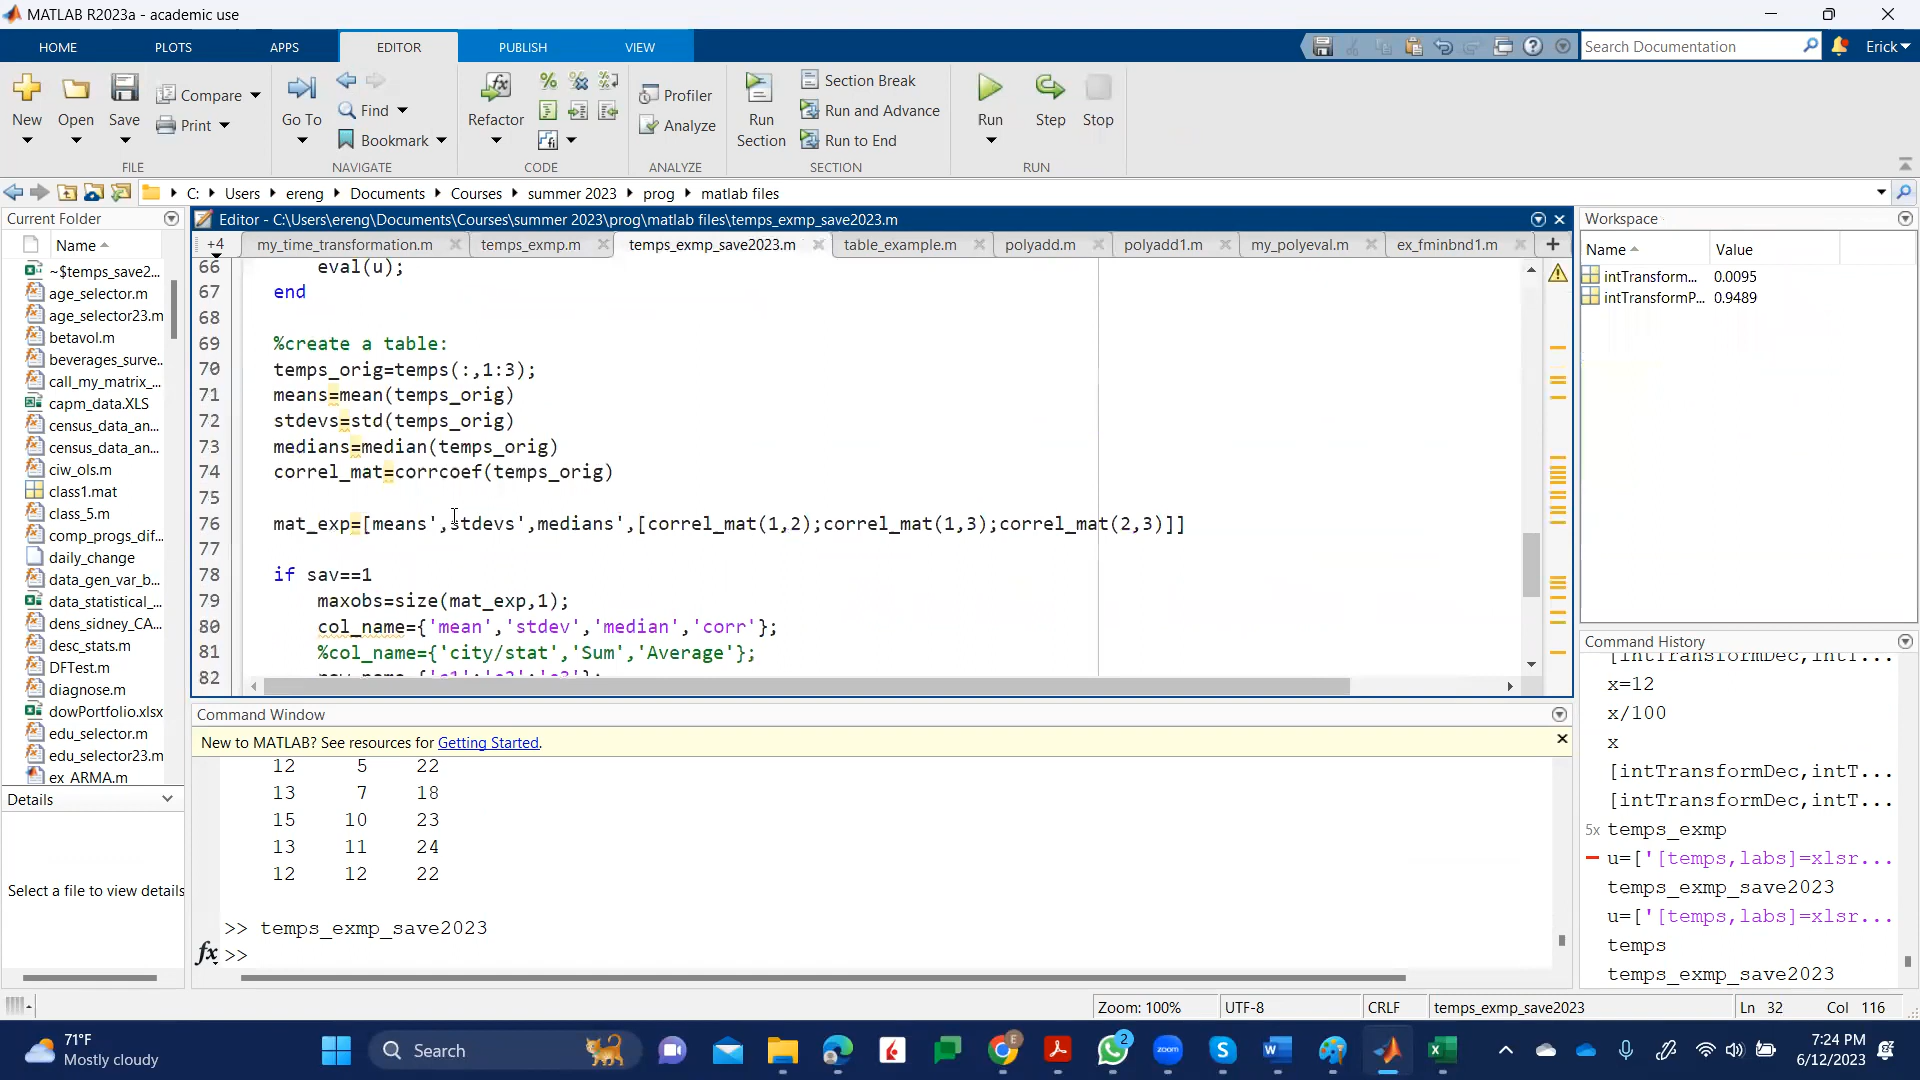 MATLAB R2023a - academic use
HOME PLOTS APPS EDITOR PUBLISH VIEW
Search Documentation Erick
New Open Save Compare Print
FILE
Go To Find Bookmark
NAVIGATE
Refactor
CODE
Profiler Analyze
ANALYZE
Run Section Section Break Run and Advance Run to End
SECTION
Run Step Stop
RUN
C: Users ereng Documents Courses summer 2023 prog matlab files
Current Folder
Name
~$temps_save2...
age_selector.m
age_selector23.m
betavol.m
beverages_surve..
call_my_matrix_...
capm_data.XLS
census_data_an...
census_data_an...
ciw_ols.m
class1.mat
class_5.m
comp_progs_dif...
daily_change
data_gen_var_b...
data_statistical_...
dens_sidney_CA...
desc_stats.m
DFTest.m
diagnose.m
dowPortfolio.xlsx
edu_selector.m
edu_selector23.m
ex_ARMA.m
Details
Select a file to view details
Editor - C:\Users\ereng\Documents\Courses\summer 2023\prog\matlab files\temps_exmp_save2023.m
+4 my_time_transformation.m temps_exmp.m temps_exmp_save2023.m table_example.m polyadd.m polyadd1.m my_polyeval.m ex_fminbnd1.m
66 eval(u);
67 end
68
69 %create a table:
70 temps_orig=temps(:,1:3);
71 means=mean(temps_orig)
72 stdevs=std(temps_orig)
73 medians=median(temps_orig)
74 correl_mat=corrcoef(temps_orig)
75
76 mat_exp=[means',stdevs',medians',[correl_mat(1,2);correl_mat(1,3);correl_mat(2,3)]]
77
78 if sav==1
79 maxobs=size(mat_exp,1);
80 col_name={'mean','stdev','median','corr'};
81 %col_name={'city/stat','Sum','Average'};
82
Command Window
New to MATLAB? See resources for Getting Started.
12 5 22
13 7 18
15 10 23
13 11 24
12 12 22
>> temps_exmp_save2023
fx >>
Workspace
Name Value
intTransform... 0.0095
intTransformP... 0.9489
Command History
[intTransformDec,intT...
x=12
x/100
x
[intTransformDec,intT...
[intTransformDec,intT...
5x temps_exmp
u=['[temps,labs]=xlsr...
temps_exmp_save2023
u=['[temps,labs]=xlsr...
temps
temps_exmp_save2023
Zoom: 100% UTF-8 CRLF temps_exmp_save2023 Ln 32 Col 116
71°F
Mostly cloudy
Search
2
zoom
7:24 PM
6/12/2023